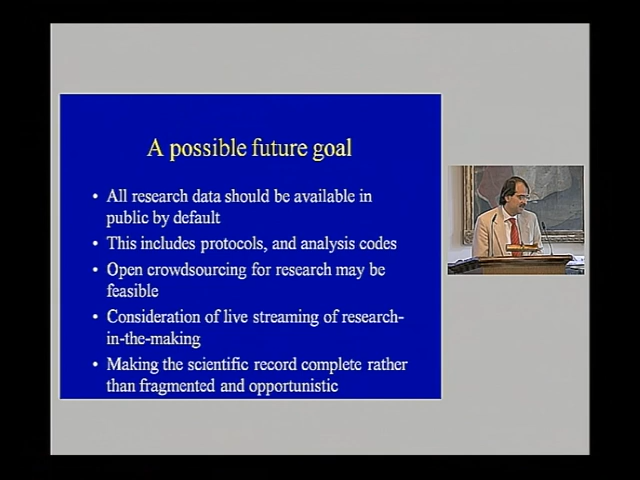 A possible future goal
• All research data should be available in
public by default
• This includes protocols, and analysis codes
• Open crowdsourcing for research may be
feasible
• Consideration of live streaming of research-
in-the-making
• Making the scientific record complete rather
than fragmented and opportunistic